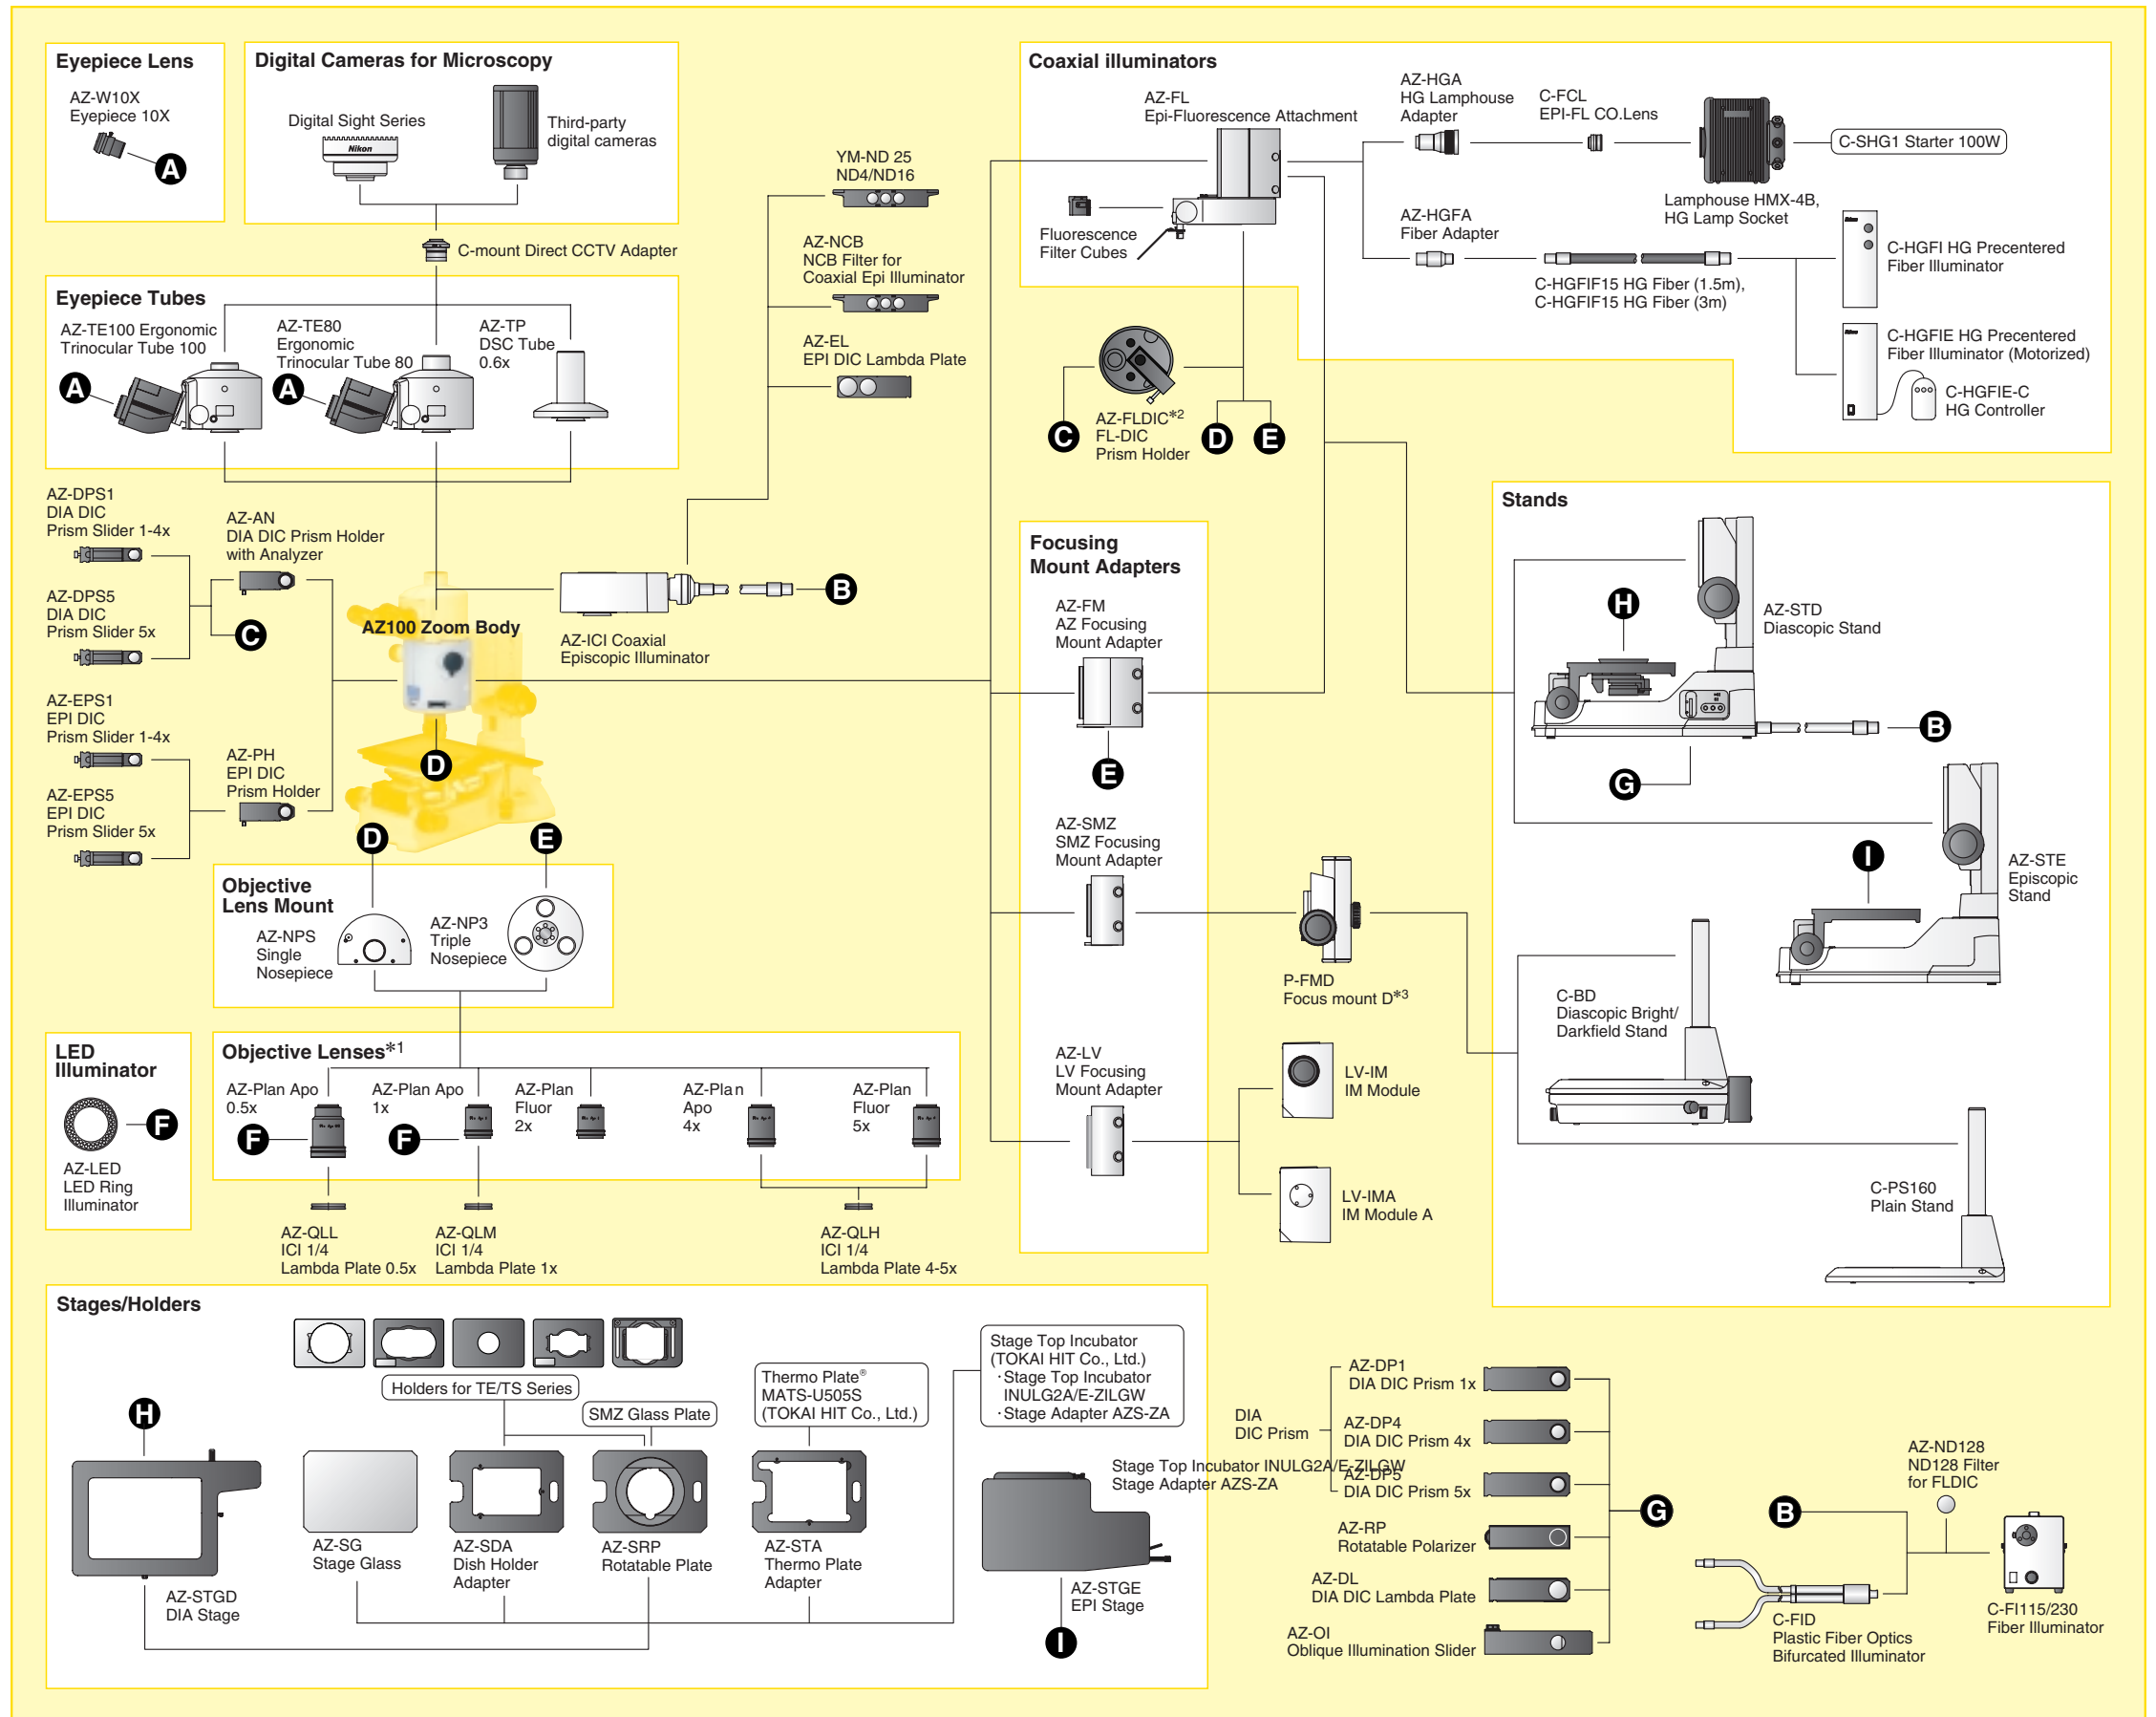 Eyepiece Lens
AZ-W10X
Eyepiece 10X
A
Digital Cameras for Microscopy
Digital Sight Series
Nikon
Third-party
digital cameras
C-mount Direct CCTV Adapter
Eyepiece Tubes
AZ-TE100 Ergonomic
Trinocular Tube 100
A
AZ-TE80
Ergonomic
Trinocular Tube 80
A
AZ-TP
DSC Tube
0.6x
YM-ND 25
ND4/ND16
AZ-NCB
NCB Filter for
Coaxial Epi Illuminator
AZ-EL
EPI DIC Lambda Plate
Coaxial illuminators
AZ-FL
Epi-Fluorescence Attachment
Fluorescence
Filter Cubes
AZ-HGA
HG Lamphouse
Adapter
C-FCL
EPI-FL CO.Lens
C-SHG1 Starter 100W
Lamphouse HMX-4B,
HG Lamp Socket
AZ-HGFA
Fiber Adapter
C-HGFIF15 HG Fiber (1.5m),
C-HGFIF15 HG Fiber (3m)
C-HGFI HG Precentered
Fiber Illuminator
C-HGFIE HG Precentered
Fiber Illuminator (Motorized)
C-HGFIE-C
HG Controller
C
AZ-FLDIC*2
FL-DIC
Prism Holder
D
E
AZ-DPS1
DIA DIC
Prism Slider 1-4x
AZ-DPS5
DIA DIC
Prism Slider 5x
AZ-AN
DIA DIC Prism Holder
with Analyzer
C
AZ-EPS1
EPI DIC
Prism Slider 1-4x
AZ-EPS5
EPI DIC
Prism Slider 5x
AZ-PH
EPI DIC
Prism Holder
AZ100 Zoom Body
D
AZ-ICI Coaxial
Episcopic Illuminator
B
Focusing
Mount Adapters
AZ-FM
AZ Focusing
Mount Adapter
E
AZ-SMZ
SMZ Focusing
Mount Adapter
AZ-LV
LV Focusing
Mount Adapter
P-FMD
Focus mount D*3
LV-IM
IM Module
LV-IMA
IM Module A
Stands
H
AZ-STD
Diascopic Stand
B
G
I
AZ-STE
Episcopic
Stand
C-BD
Diascopic Bright/
Darkfield Stand
C-PS160
Plain Stand
Objective
Lens Mount
D
AZ-NPS
Single
Nosepiece
E
AZ-NP3
Triple
Nosepiece
LED
Illuminator
F
AZ-LED
LED Ring
Illuminator
Objective Lenses*1
AZ-Plan Apo
0.5x
F
AZ-Plan Apo
1x
F
AZ-Plan
Fluor
2x
AZ-Plan
Apo
4x
AZ-Plan
Fluor
5x
AZ-QLL
ICI 1/4
Lambda Plate 0.5x
AZ-QLM
ICI 1/4
Lambda Plate 1x
AZ-QLH
ICI 1/4
Lambda Plate 4-5x
Stages/Holders
H
AZ-STGD
DIA Stage
Holders for TE/TS Series
SMZ Glass Plate
Thermo Plate®
MATS-U505S
(TOKAI HIT Co., Ltd.)
Stage Top Incubator
(TOKAI HIT Co., Ltd.)
·Stage Top Incubator
INULG2A/E-ZILGW
·Stage Adapter AZS-ZA
AZ-SG
Stage Glass
AZ-SDA
Dish Holder
Adapter
AZ-SRP
Rotatable Plate
AZ-STA
Thermo Plate
Adapter
Stage Top Incubator INULG2A/E-ZILGW
Stage Adapter AZS-ZA
AZ-STGE
EPI Stage
I
DIA
DIC Prism
AZ-DP1
DIA DIC Prism 1x
AZ-DP4
DIA DIC Prism 4x
AZ-DP5
DIA DIC Prism 5x
AZ-RP
Rotatable Polarizer
AZ-DL
DIA DIC Lambda Plate
AZ-OI
Oblique Illumination Slider
G
B
AZ-ND128
ND128 Filter
for FLDIC
C-FID
Plastic Fiber Optics
Bifurcated Illuminator
C-FI115/230
Fiber Illuminator